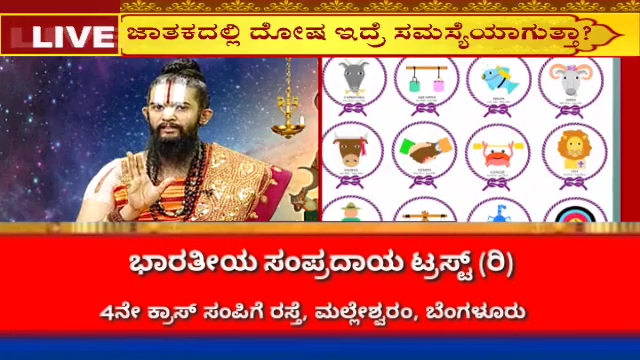 LIVE
ಜಾತಕದಲ್ಲಿ ದೋಷ ಇದ್ರೆ ಸಮಸ್ಯೆಯಾಗುತ್ತಾ?
ಭಾರತೀಯ ಸಂಪ್ರದಾಯ ಟ್ರಸ್ಟ್ (ರಿ)
4ನೇ ಕ್ರಾಸ್ ಸಂಪಿಗೆ ರಸ್ತೆ, ಮಲ್ಲೇಶ್ವರಂ, ಬೆಂಗಳೂರು